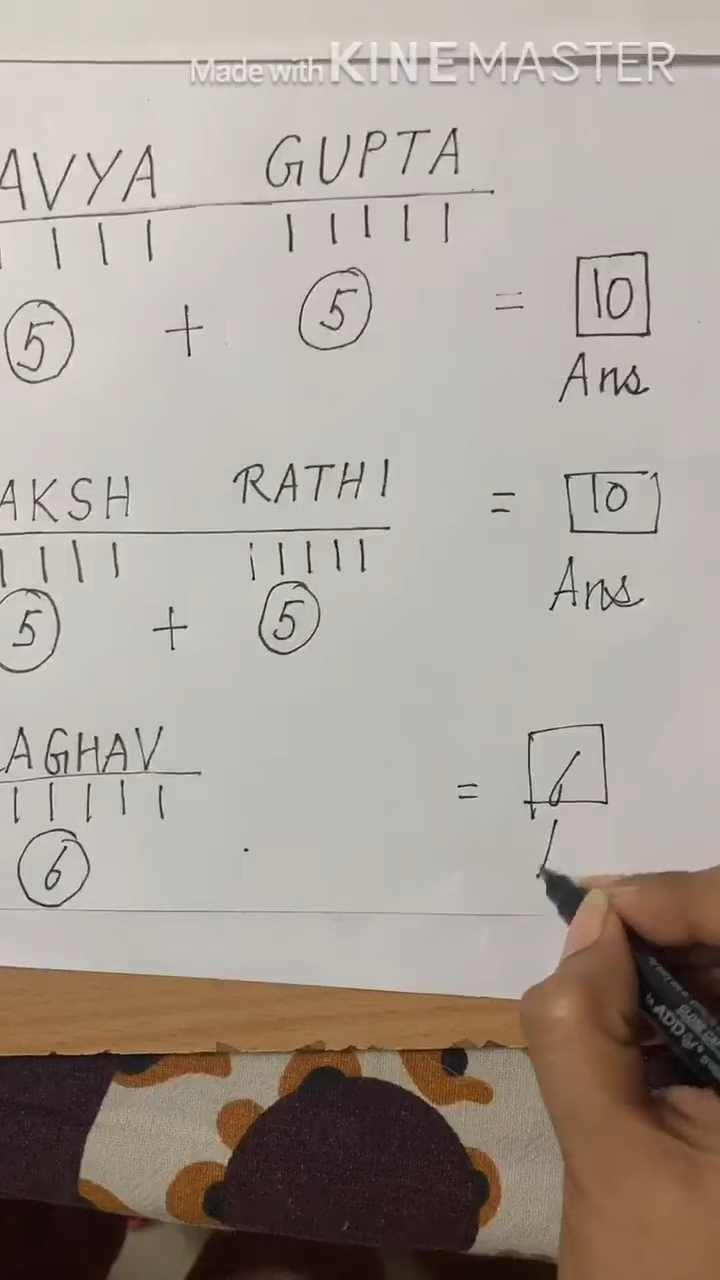 Made with KINEMASTER
AVYA GUPTA
5 + 5 = 10
Ans
AKSH RATHI = 10
5 + 5 Ans
AGHAV = 6
6